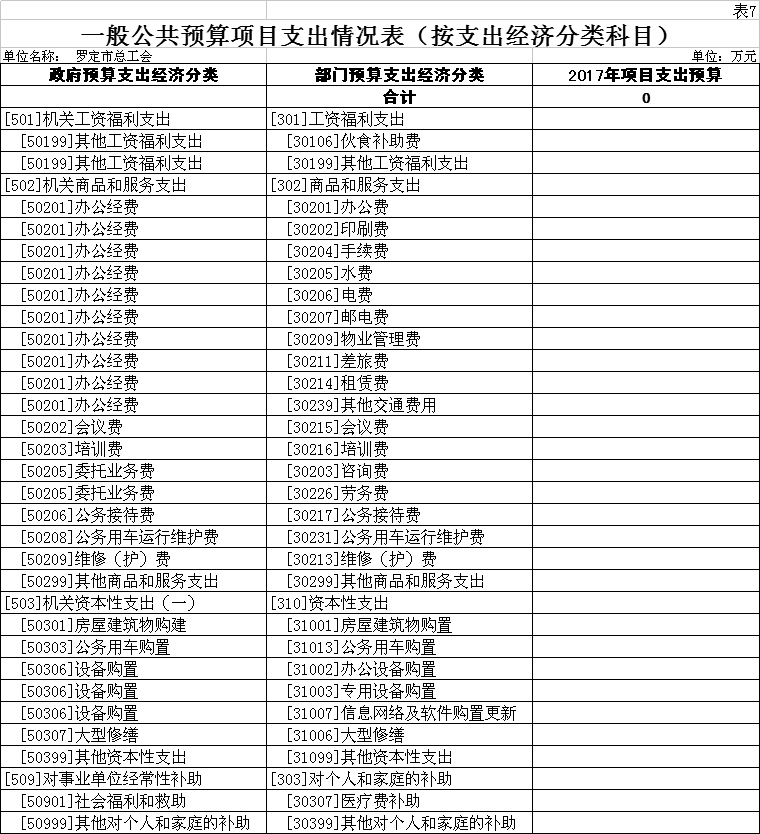 表7
一般公共预算项目支出情况表（按支出经济分类科目）
单位名称： 罗定市总工会 单位：万元
政府预算支出经济分类 部门预算支出经济分类 2017年项目支出预算
合计 0
[501]机关工资福利支出 [301]工资福利支出
[50199]其他工资福利支出 [30106]伙食补助费
[50199]其他工资福利支出 [30199]其他工资福利支出
[502]机关商品和服务支出 [302]商品和服务支出
[50201]办公经费 [30201]办公费
[50201]办公经费 [30202]印刷费
[50201]办公经费 [30204]手续费
[50201]办公经费 [30205]水费
[50201]办公经费 [30206]电费
[50201]办公经费 [30207]邮电费
[50201]办公经费 [30209]物业管理费
[50201]办公经费 [30211]差旅费
[50201]办公经费 [30214]租赁费
[50201]办公经费 [30239]其他交通费用
[50202]会议费 [30215]会议费
[50203]培训费 [30216]培训费
[50205]委托业务费 [30203]咨询费
[50205]委托业务费 [30226]劳务费
[50206]公务接待费 [30217]公务接待费
[50208]公务用车运行维护费 [30231]公务用车运行维护费
[50209]维修（护）费 [30213]维修（护）费
[50299]其他商品和服务支出 [30299]其他商品和服务支出
[503]机关资本性支出（一） [310]资本性支出
[50301]房屋建筑物购建 [31001]房屋建筑物购置
[50303]公务用车购置 [31013]公务用车购置
[50306]设备购置 [31002]办公设备购置
[50306]设备购置 [31003]专用设备购置
[50306]设备购置 [31007]信息网络及软件购置更新
[50307]大型修缮 [31006]大型修缮
[50399]其他资本性支出 [31099]其他资本性支出
[509]对事业单位经常性补助 [303]对个人和家庭的补助
[50901]社会福利和救助 [30307]医疗费补助
[50999]其他对个人和家庭的补助 [30399]其他对个人和家庭的补助